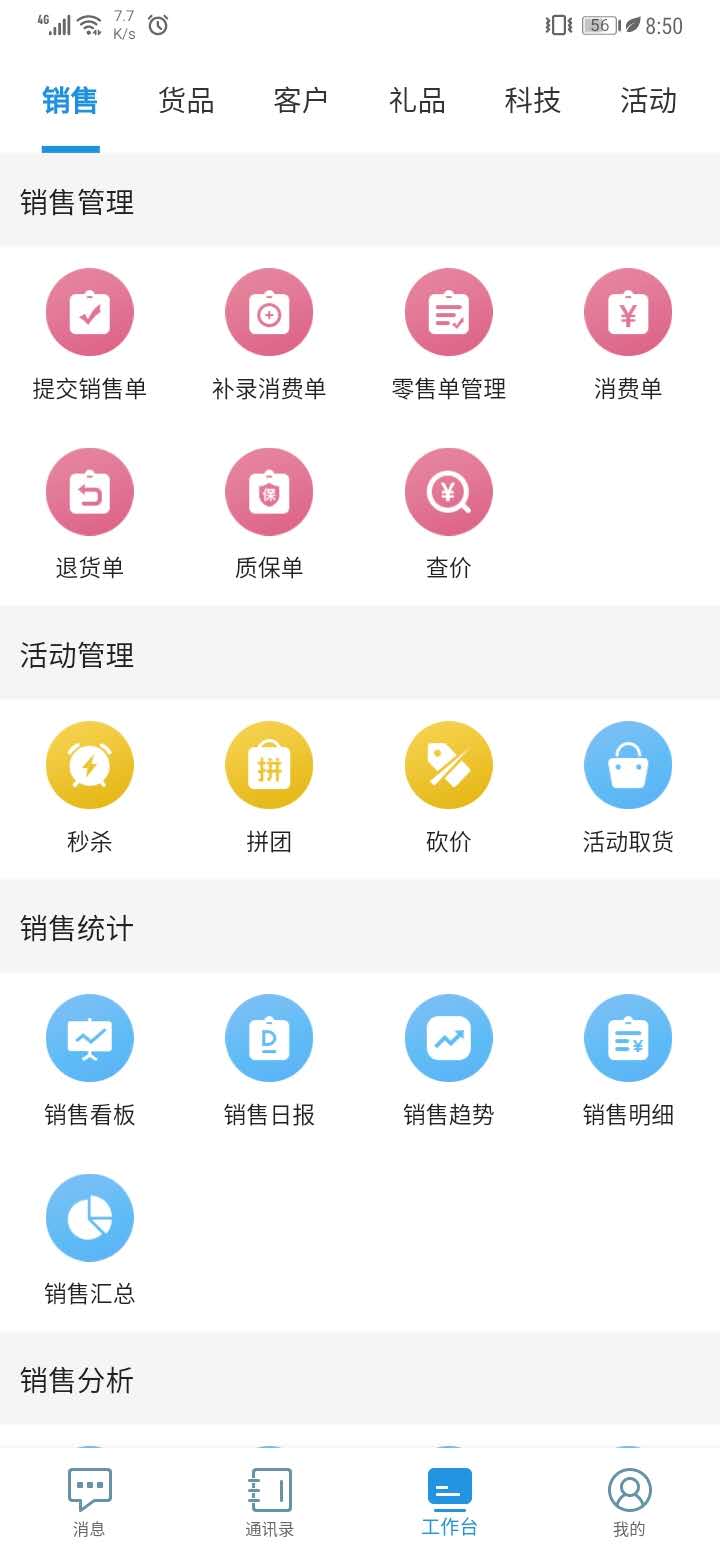 4G 7.7 K/s 56 8:50
销售 货品 客户 礼品 科技 活动
销售管理
提交销售单 补录消费单 零售单管理 消费单
保
退货单 质保单 查价
活动管理
拼
秒杀 拼团 砍价 活动取货
销售统计
D
销售看板 销售日报 销售趋势 销售明细
销售汇总
销售分析
消息 通讯录 工作台 我的